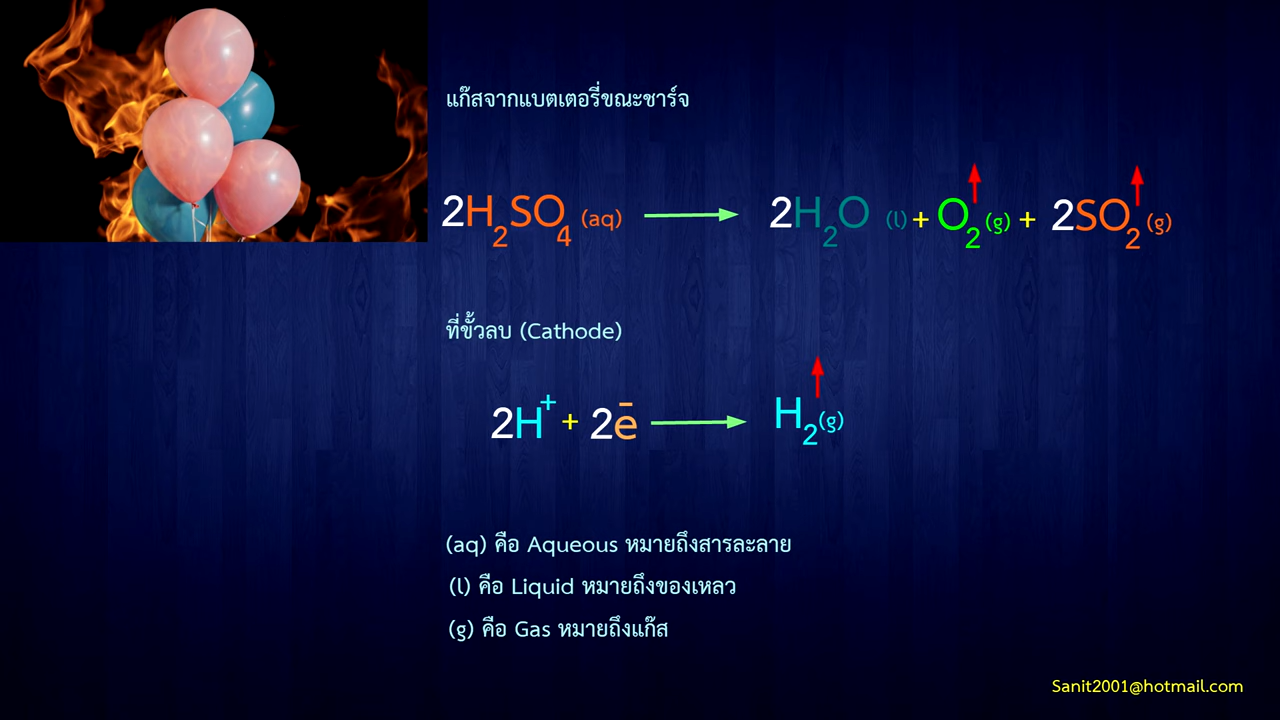 แก๊สจากแบตเตอรี่ขณะชาร์จ
2H₂SO₄ (aq) → 2H₂O (l) + O₂↑ (g) + 2SO₂↑ (g)
ที่ขั้วลบ (Cathode)
2H⁺ + 2e⁻ → H₂↑ (g)
(aq) คือ Aqueous หมายถึงสารละลาย
(l) คือ Liquid หมายถึงของเหลว
(g) คือ Gas หมายถึงแก๊ส
Sanit2001@hotmail.com